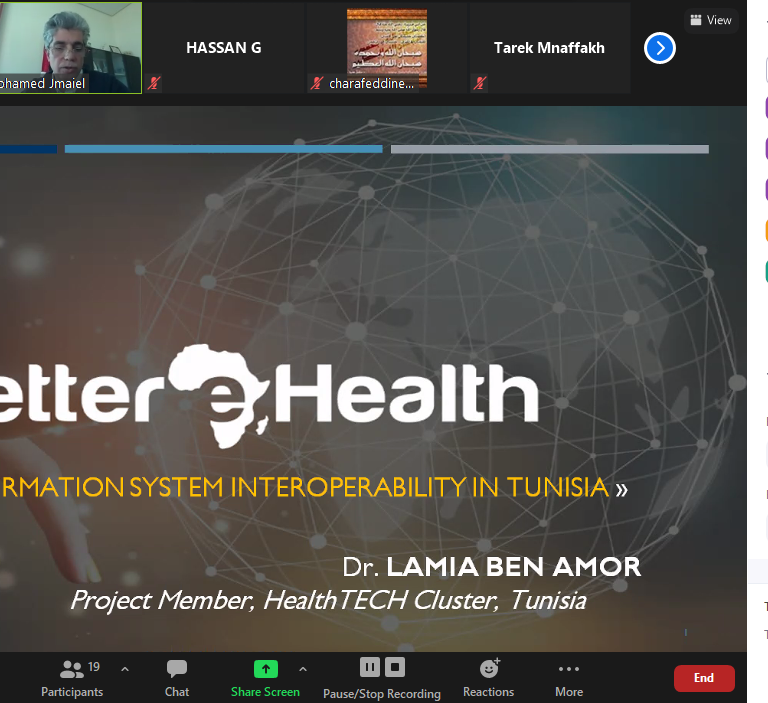 View
HASSAN G
Tarek Mnaffakh
ohamed Jmaiel
charafeddine...
etter eHealth
RMATION SYSTEM INTEROPERABILITY IN TUNISIA »
Dr. LAMIA BEN AMOR
Project Member, HealthTECH Cluster, Tunisia
19
Participants
Chat
Share Screen
Pause/Stop Recording
Reactions
More
End